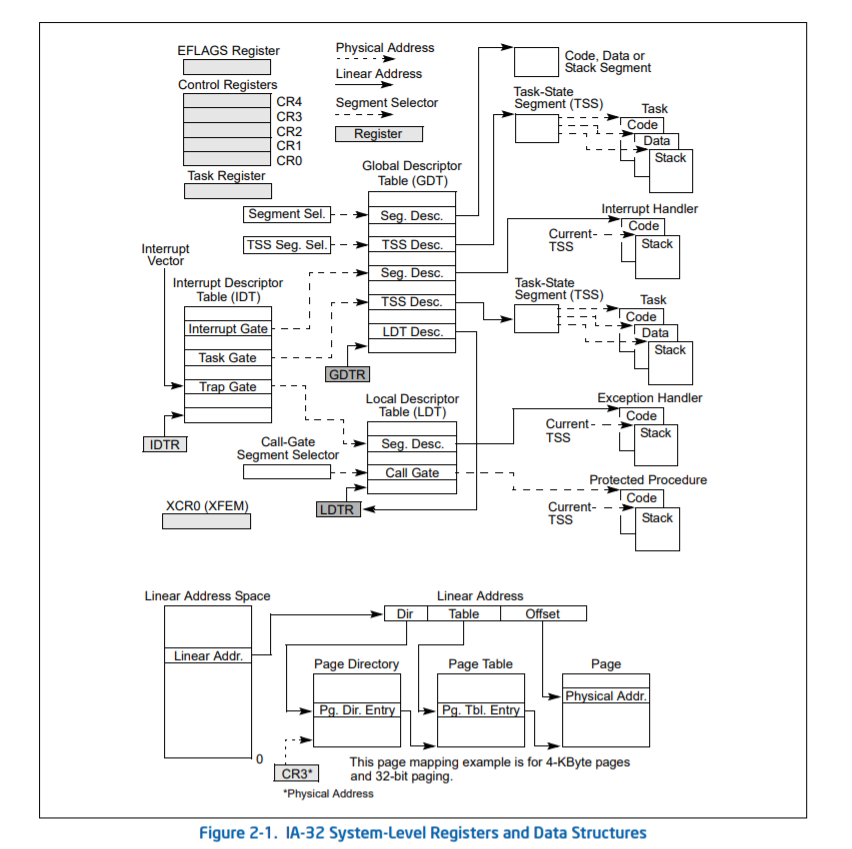 EFLAGS Register
Control Registers
CR4
CR3
CR2
CR1
CR0
Task Register
Physical Address
Linear Address
Segment Selector
Register
Code, Data or
Stack Segment
Task-State
Segment (TSS)
Task
Code
Data
Stack
Global Descriptor
Table (GDT)
Segment Sel.
Seg. Desc.
TSS Seg. Sel.
TSS Desc.
Seg. Desc.
TSS Desc.
LDT Desc.
GDTR
Interrupt Handler
Code
Current-
TSS
Stack
Interrupt
Vector
Interrupt Descriptor
Table (IDT)
Interrupt Gate
Task Gate
Trap Gate
IDTR
Task-State
Segment (TSS)
Task
Code
Data
Stack
Local Descriptor
Table (LDT)
Seg. Desc.
Call Gate
LDTR
Call-Gate
Segment Selector
XCR0 (XFEM)
Exception Handler
Code
Current-
TSS
Stack
Protected Procedure
Code
Current-
TSS
Stack
Linear Address Space
Linear Addr.
0
Linear Address
Dir
Table
Offset
Page Directory
Pg. Dir. Entry
Page Table
Pg. Tbl. Entry
Page
Physical Addr.
CR3*
*Physical Address
This page mapping example is for 4-KByte pages
and 32-bit paging.
Figure 2-1. IA-32 System-Level Registers and Data Structures